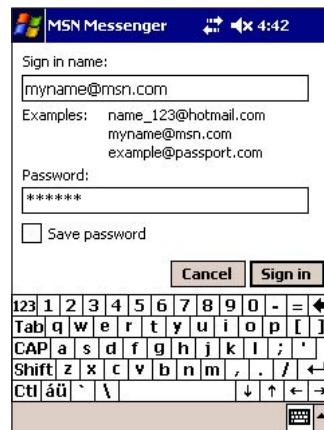 MSN Messenger 4:42
Sign in name:
myname@msn.com
Examples: name_123@hotmail.com
myname@msn.com
example@passport.com
Password:
******
Save password
Cancel Sign in
123 1 2 3 4 5 6 7 8 9 0 - =
Tab q w e r t y u i o p [ ]
CAP a s d f g h j k l ; '
Shift z x c v b n m , . /
Ctl áü ` \